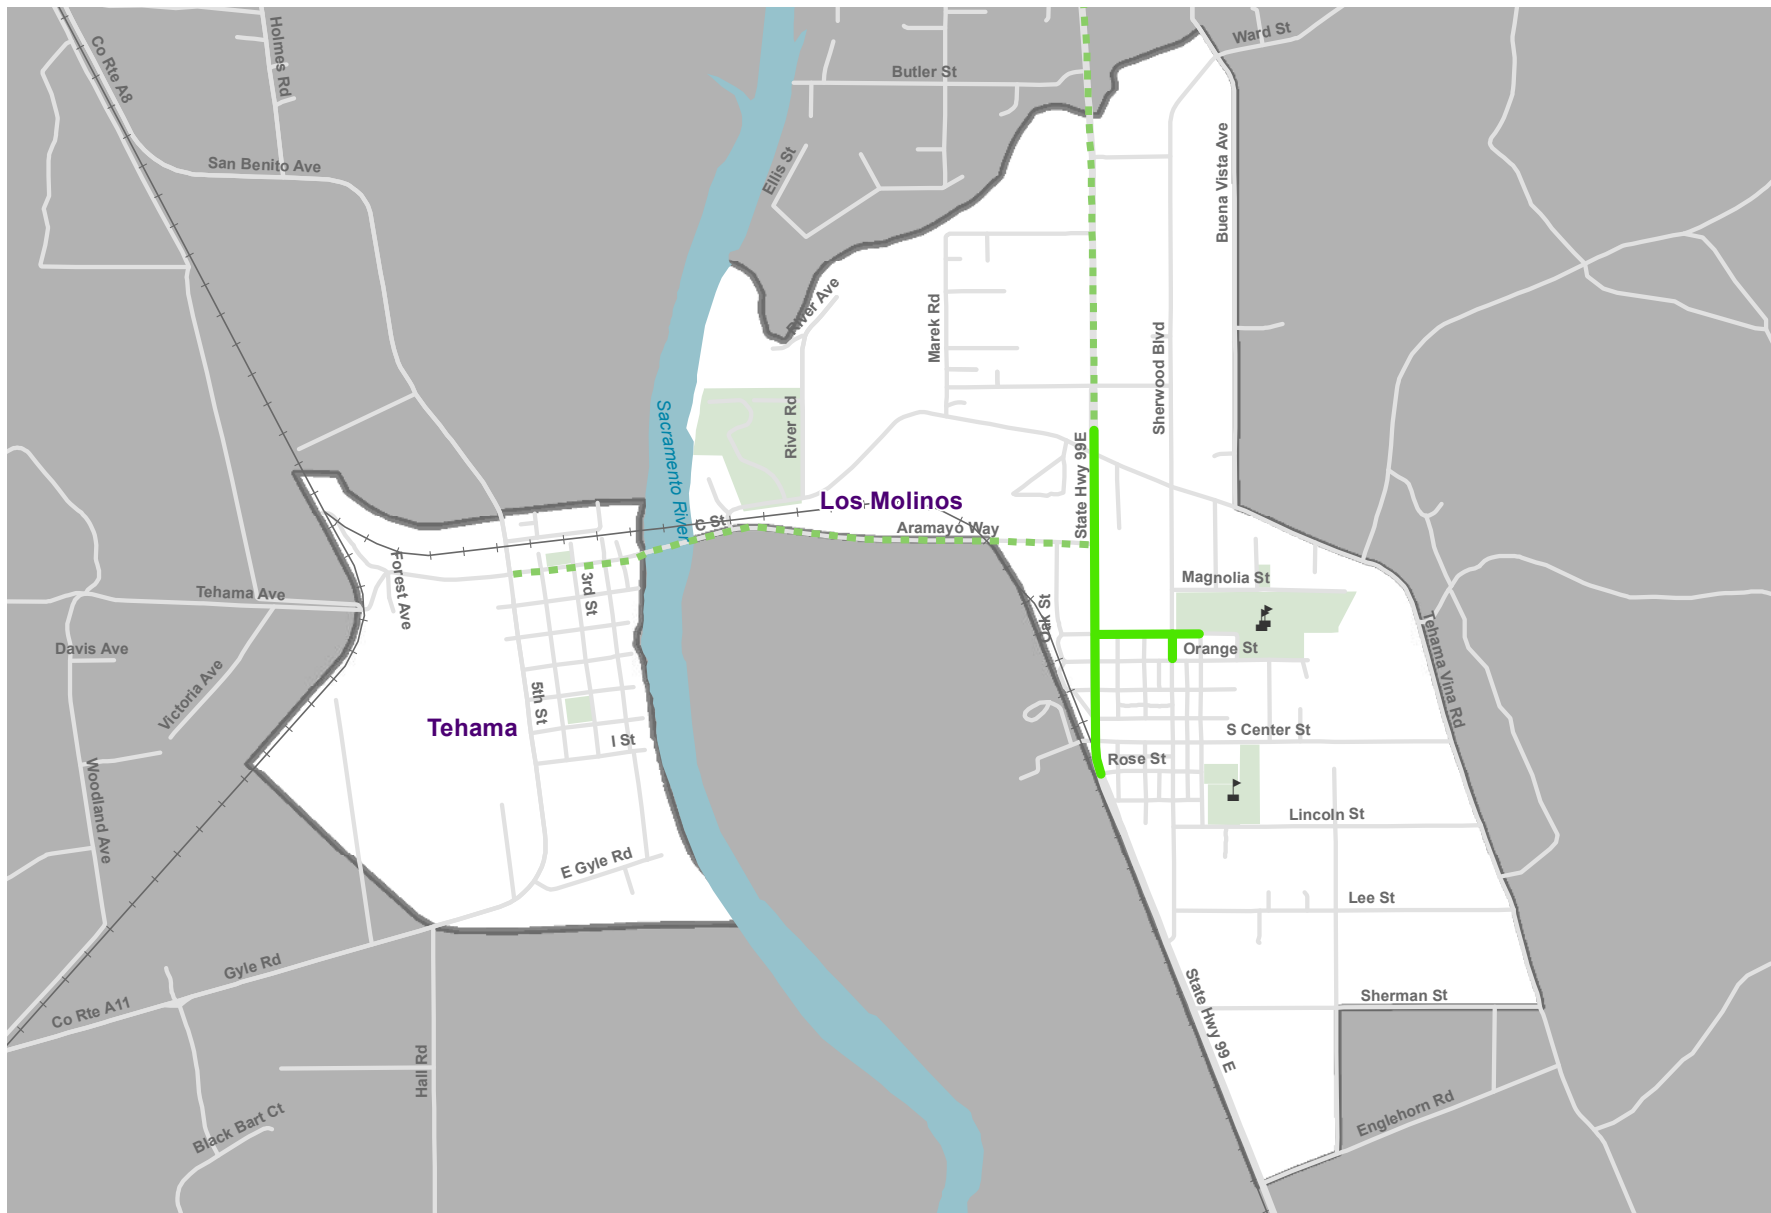 Co Rte A8
Holmes Rd
Ward St
Butler St
San Benito Ave
Ellis St
Buena Vista Ave
River Ave
Marek Rd
Sherwood Blvd
River Rd
Sacramento River
State Hwy 99E
Los Molinos
C St
Aramayo Way
Forest Ave
3rd St
Magnolia St
Tehama Ave
Oak St
Orange St
Davis Ave
Victoria Ave
5th St
Tehama
I St
S Center St
Tehama Vina Rd
Rose St
Woodland Ave
Lincoln St
E Gyle Rd
Lee St
Gyle Rd
Co Rte A11
Sherman St
State Hwy 99 E
Hall Rd
Black Bart Ct
Englehorn Rd